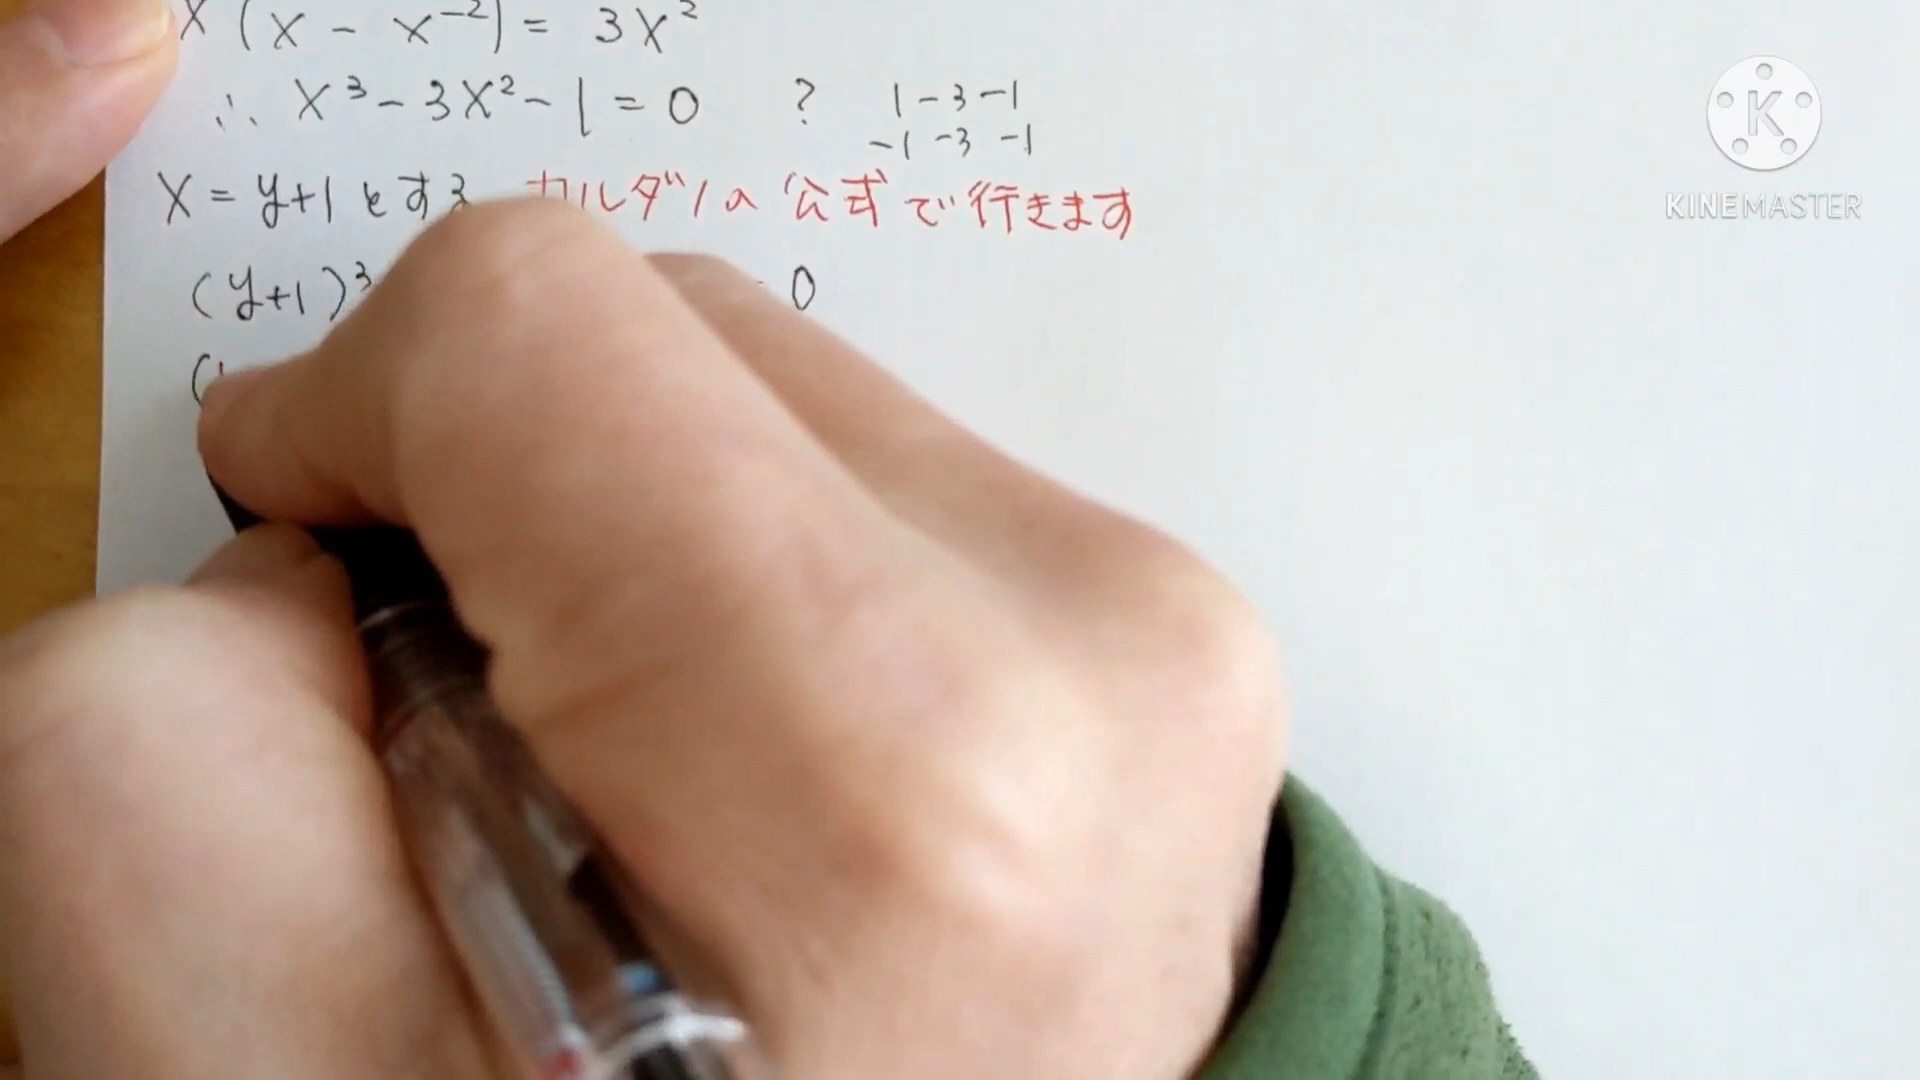 x(x - x⁻²) = 3x²
∴ x³ - 3x² - 1 = 0 ? 1 -3 -1
-1 -3 -1
x = y+1 とする カルダノの公式で行きます
(y+1)³ 0
(
K
KINEMASTER